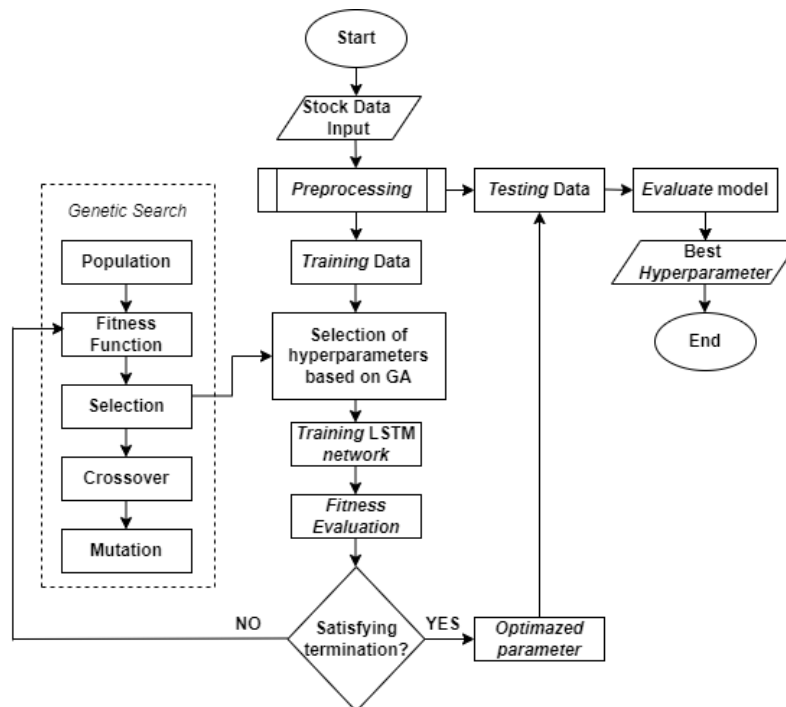 Start
Stock Data
Input
Preprocessing
Testing Data
Evaluate model
Genetic Search
Population
Training Data
Best
Hyperparameter
Fitness
Function
Selection of
hyperparameters
based on GA
End
Selection
Training LSTM
network
Crossover
Fitness
Evaluation
Mutation
NO
Satisfying
termination?
YES
Optimazed
parameter